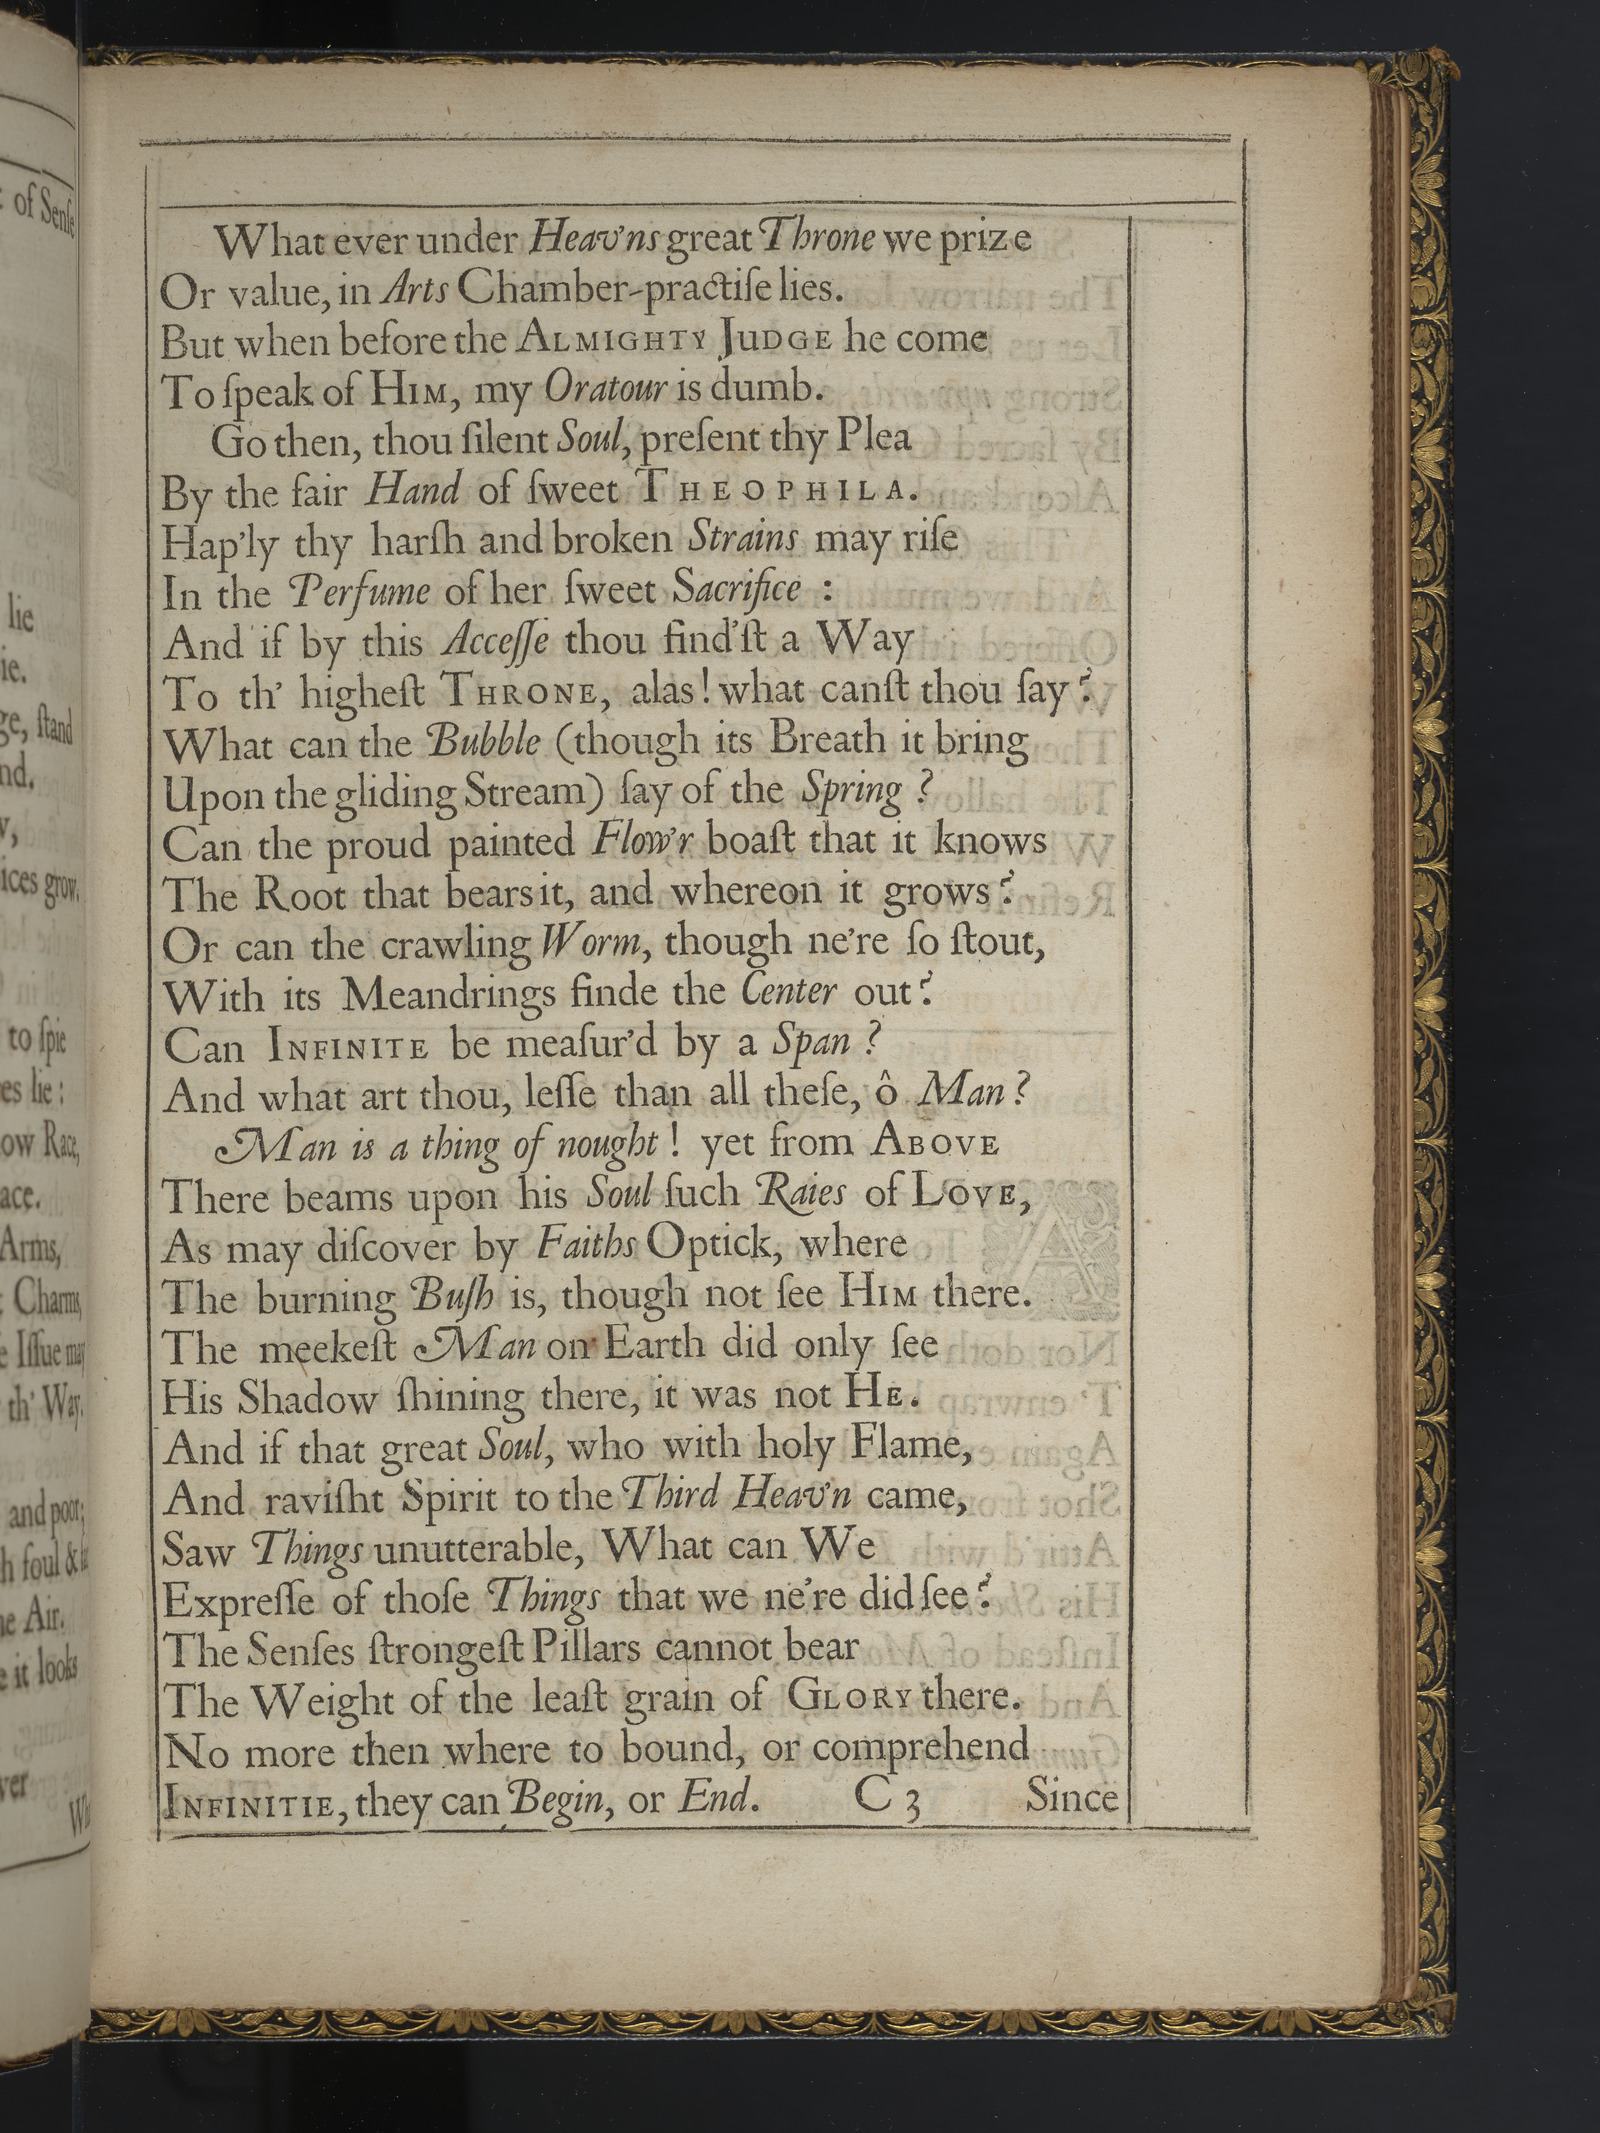 What ever under Heav'ns great Throne we prize
Or value, in Arts Chamber-practiſe lies.
But when before the ALMIGHTY JUDGE he come
To ſpeak of HIM, my Oratour is dumb.
Go then, thou ſilent Soul, preſent thy Plea
By the fair Hand of ſweet THEOPHILA.
Hap'ly thy harſh and broken Strains may riſe
In the Perfume of her ſweet Sacrifice :
And if by this Acceſſe thou find'ſt a Way
To th' higheſt THRONE, alas! what canſt thou ſay?
What can the Bubble (though its Breath it bring
Upon the gliding Stream) ſay of the Spring ?
Can the proud painted Flow'r boaſt that it knows
The Root that bears it, and whereon it grows?
Or can the crawling Worm, though ne're ſo ſtout,
With its Meandrings finde the Center out?
Can INFINITE be meaſur'd by a Span ?
And what art thou, leſſe than all theſe, ô Man ?
Man is a thing of nought ! yet from ABOVE
There beams upon his Soul ſuch Raies of LOVE,
As may diſcover by Faiths Optick, where
The burning Buſh is, though not ſee HIM there.
The meekeſt Man on Earth did only ſee
His Shadow ſhining there, it was not HE.
And if that great Soul, who with holy Flame,
And raviſht Spirit to the Third Heav'n came,
Saw Things unutterable, What can We
Expreſſe of thoſe Things that we ne're did ſee?
The Senſes ſtrongeſt Pillars cannot bear
The Weight of the leaſt grain of GLORY there.
No more then where to bound, or comprehend
INFINITIE, they can Begin, or End. C 3 Since
of Senſe
lie
ie.
ge, ſtand
nd.
ices grow.
to ſpie
es lie :
ow Race,
ace.
Arms,
Charms,
Iſſue may
th' Way.
and poor;
h foul &
Air.
it looks
ver